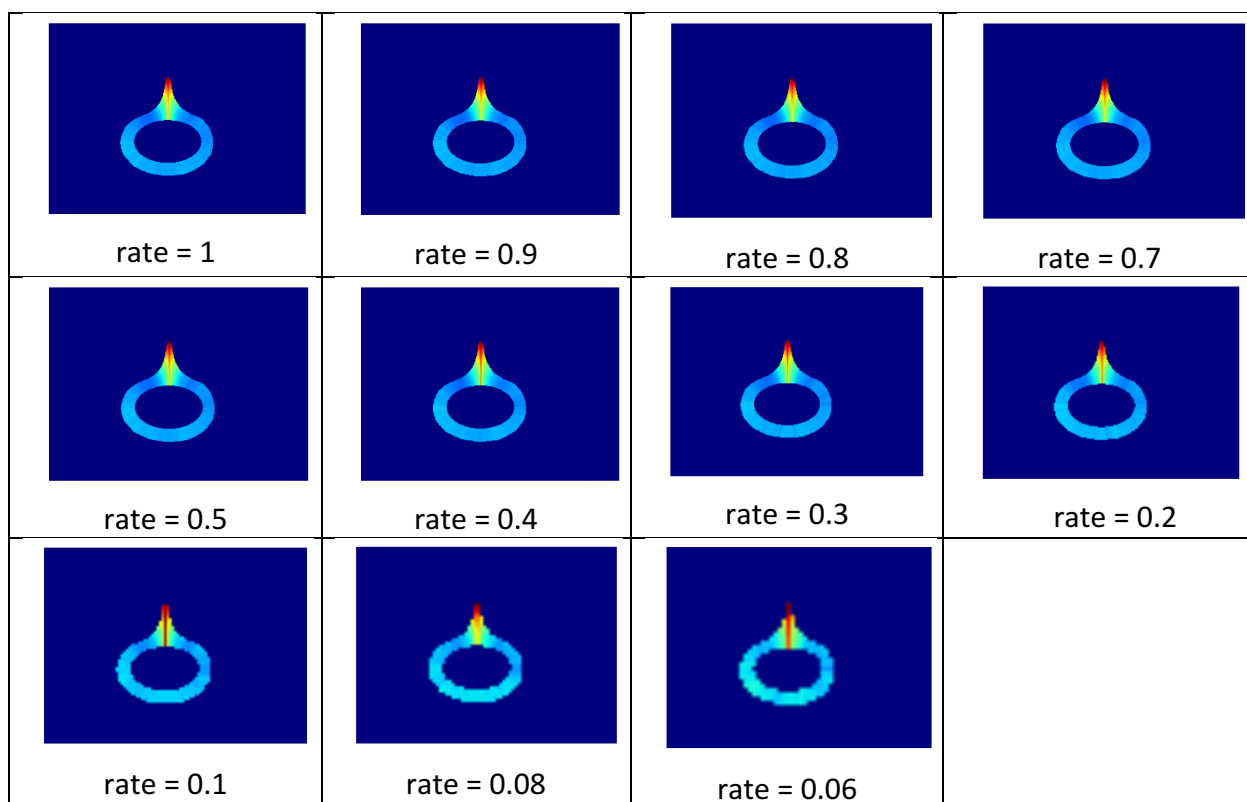 rate = 1
rate = 0.9
rate = 0.8
rate = 0.7
rate = 0.5
rate = 0.4
rate = 0.3
rate = 0.2
rate = 0.1
rate = 0.08
rate = 0.06